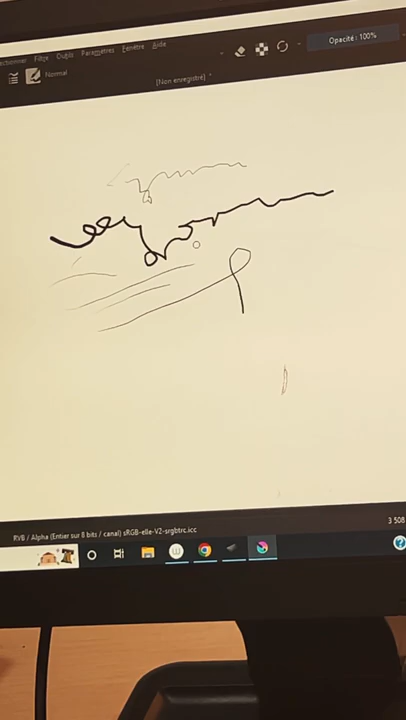 Filtre Outils Paramètres Fenêtre Aide
Normal
Opacité : 100%
[Non enregistré] *
RVB / Alpha (Entier sur 8 bits / canal) sRGB-elle-V2-srgbtrc.icc
3 508